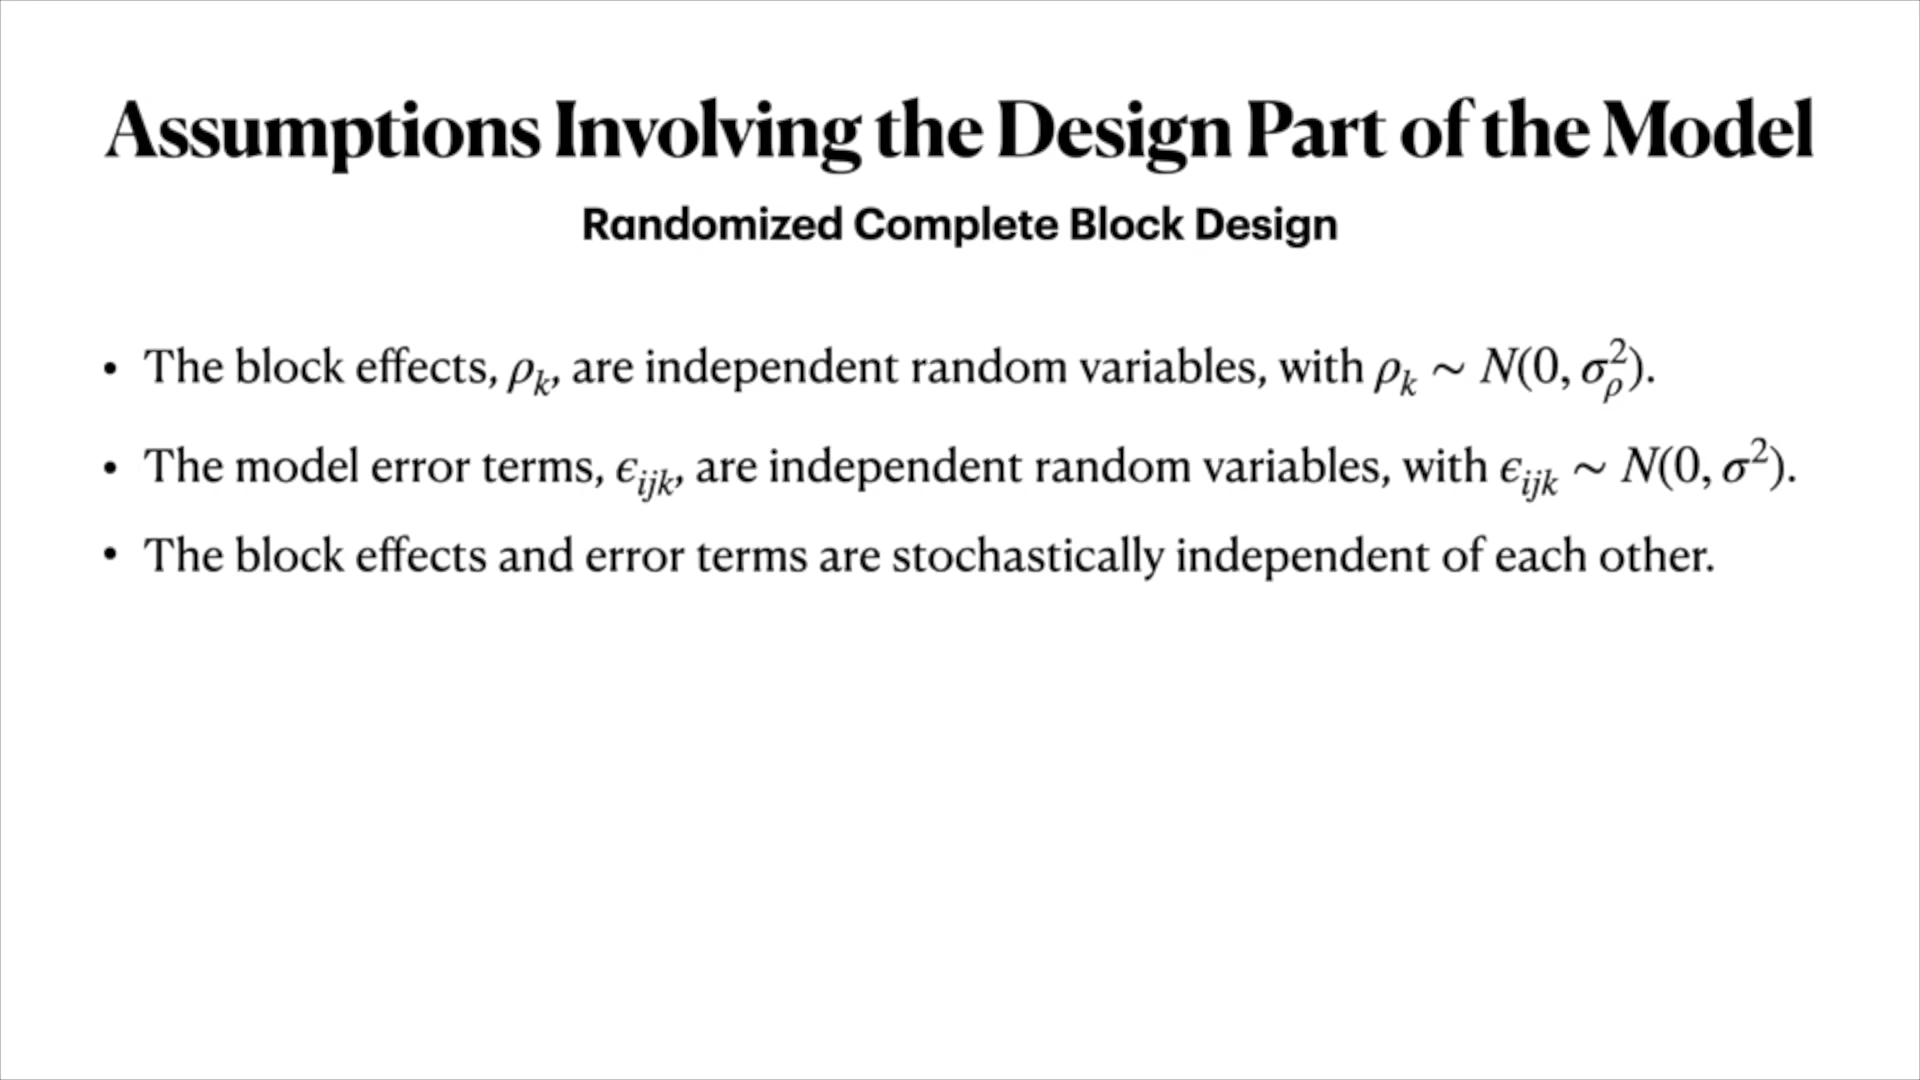 Assumptions Involving the Design Part of the Model
Randomized Complete Block Design
• The block effects, ρ_k, are independent random variables, with ρ_k ∼ N(0, σ_ρ^2).
• The model error terms, ϵ_ijk, are independent random variables, with ϵ_ijk ∼ N(0, σ^2).
• The block effects and error terms are stochastically independent of each other.